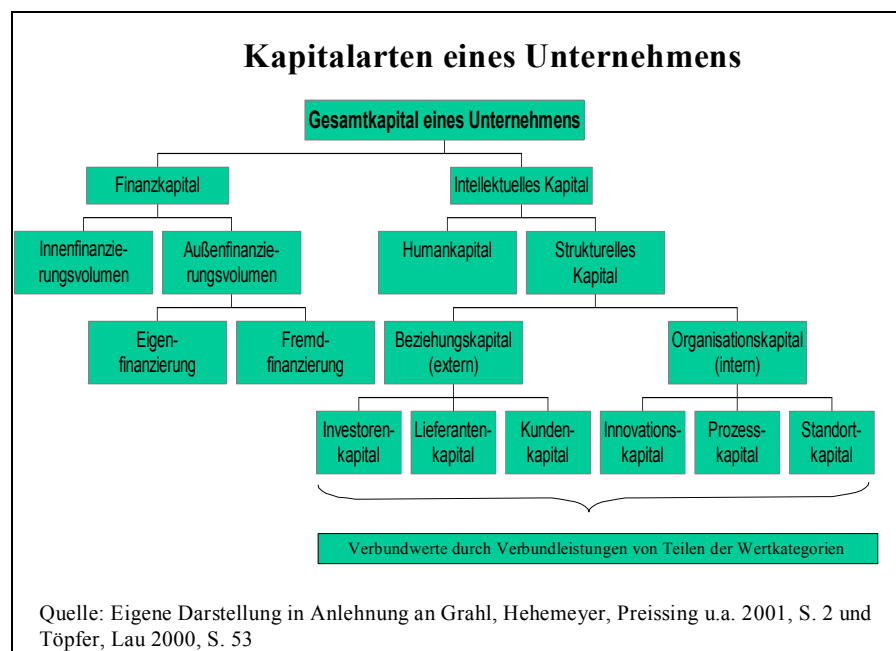 Kapitalarten eines Unternehmens
Gesamtkapital eines Unternehmens
Finanzkapital
Intellektuelles Kapital
Innenfinanzie-
rungsvolumen
Außenfinanzie-
rungsvolumen
Humankapital
Strukturelles
Kapital
Eigen-
finanzierung
Fremd-
finanzierung
Beziehungskapital
(extern)
Organisationskapital
(intern)
Investoren-
kapital
Lieferanten-
kapital
Kunden-
kapital
Innovations-
kapital
Prozess-
kapital
Standort-
kapital
Verbundwerte durch Verbundleistungen von Teilen der Wertkategorien
Quelle: Eigene Darstellung in Anlehnung an Grahl, Hehemeyer, Preissing u.a. 2001, S. 2 und
Töpfer, Lau 2000, S. 53